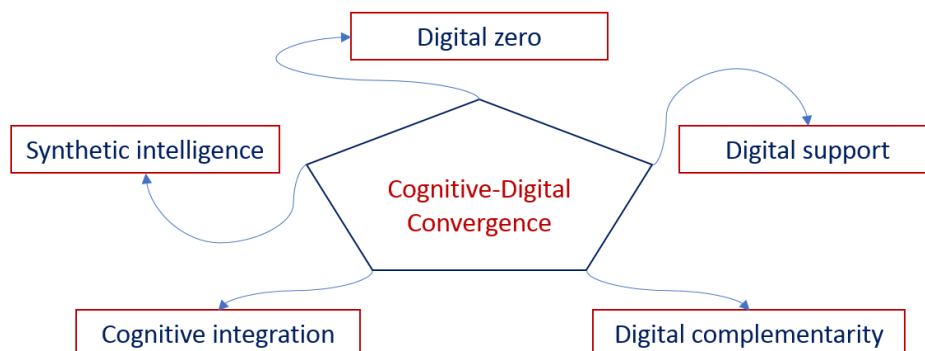 Digital zero
Synthetic intelligence
Digital support
Cognitive-Digital
Convergence
Cognitive integration
Digital complementarity